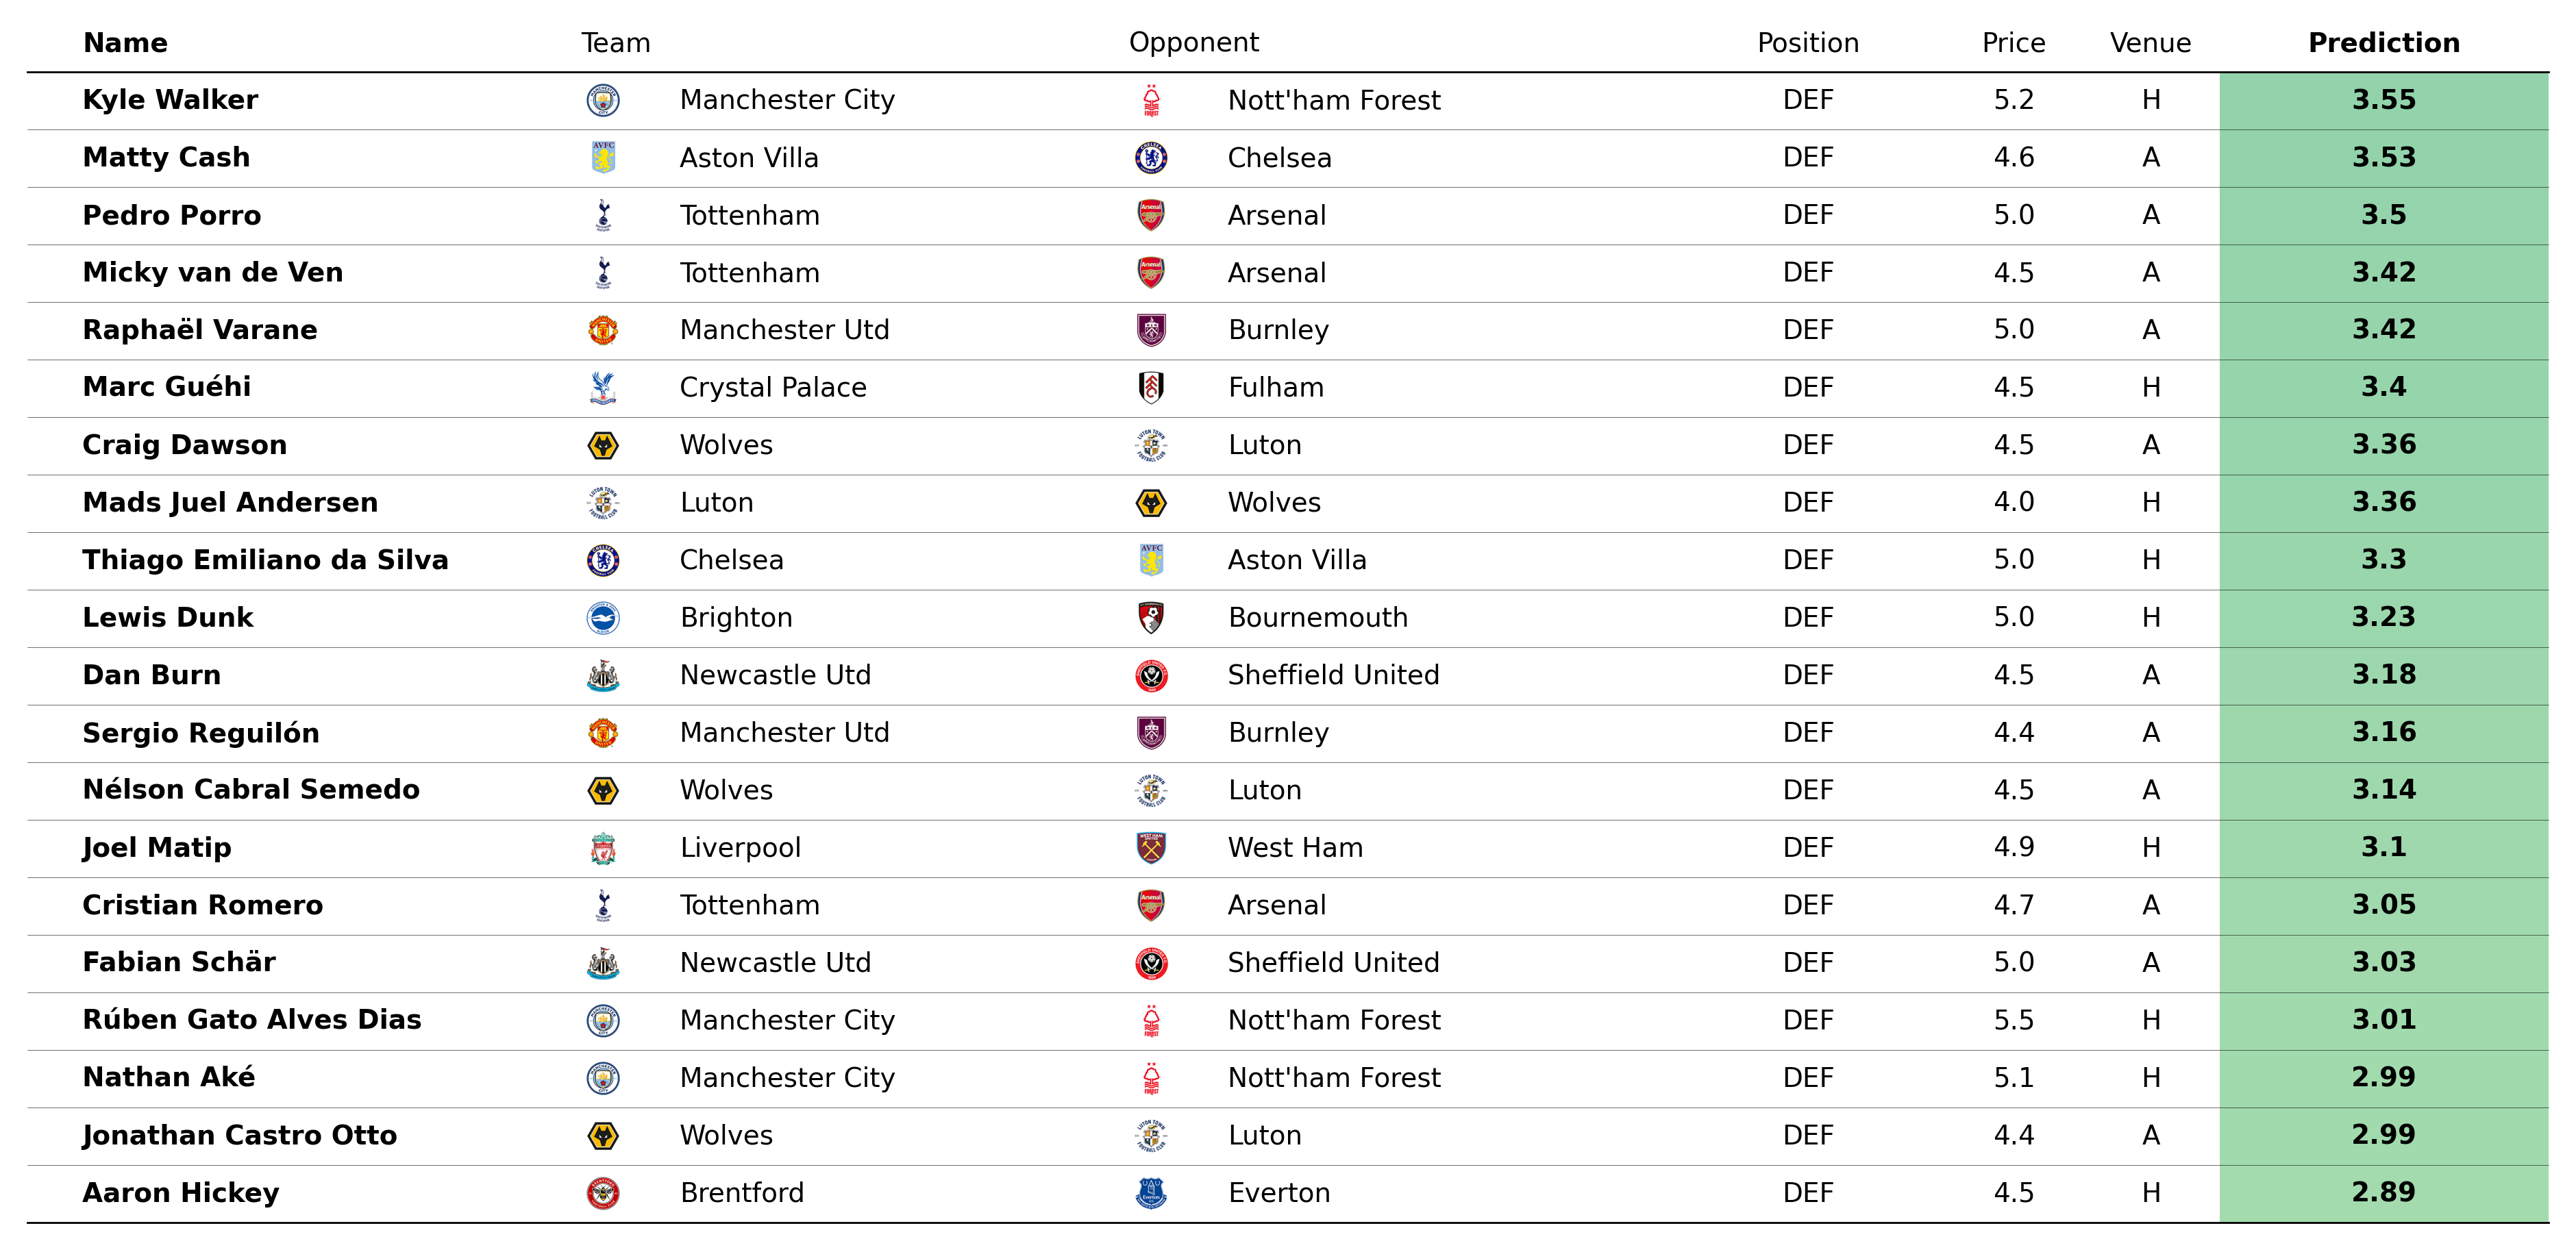 Name Team Opponent Position Price Venue Prediction
Kyle Walker Manchester City Nott'ham Forest DEF 5.2 H 3.55
Matty Cash Aston Villa Chelsea DEF 4.6 A 3.53
Pedro Porro Tottenham Arsenal DEF 5.0 A 3.5
Micky van de Ven Tottenham Arsenal DEF 4.5 A 3.42
Raphaël Varane Manchester Utd Burnley DEF 5.0 A 3.42
Marc Guéhi Crystal Palace Fulham DEF 4.5 H 3.4
Craig Dawson Wolves Luton DEF 4.5 A 3.36
Mads Juel Andersen Luton Wolves DEF 4.0 H 3.36
Thiago Emiliano da Silva Chelsea Aston Villa DEF 5.0 H 3.3
Lewis Dunk Brighton Bournemouth DEF 5.0 H 3.23
Dan Burn Newcastle Utd Sheffield United DEF 4.5 A 3.18
Sergio Reguilón Manchester Utd Burnley DEF 4.4 A 3.16
Nélson Cabral Semedo Wolves Luton DEF 4.5 A 3.14
Joel Matip Liverpool West Ham DEF 4.9 H 3.1
Cristian Romero Tottenham Arsenal DEF 4.7 A 3.05
Fabian Schär Newcastle Utd Sheffield United DEF 5.0 A 3.03
Rúben Gato Alves Dias Manchester City Nott'ham Forest DEF 5.5 H 3.01
Nathan Aké Manchester City Nott'ham Forest DEF 5.1 H 2.99
Jonathan Castro Otto Wolves Luton DEF 4.4 A 2.99
Aaron Hickey Brentford Everton DEF 4.5 H 2.89